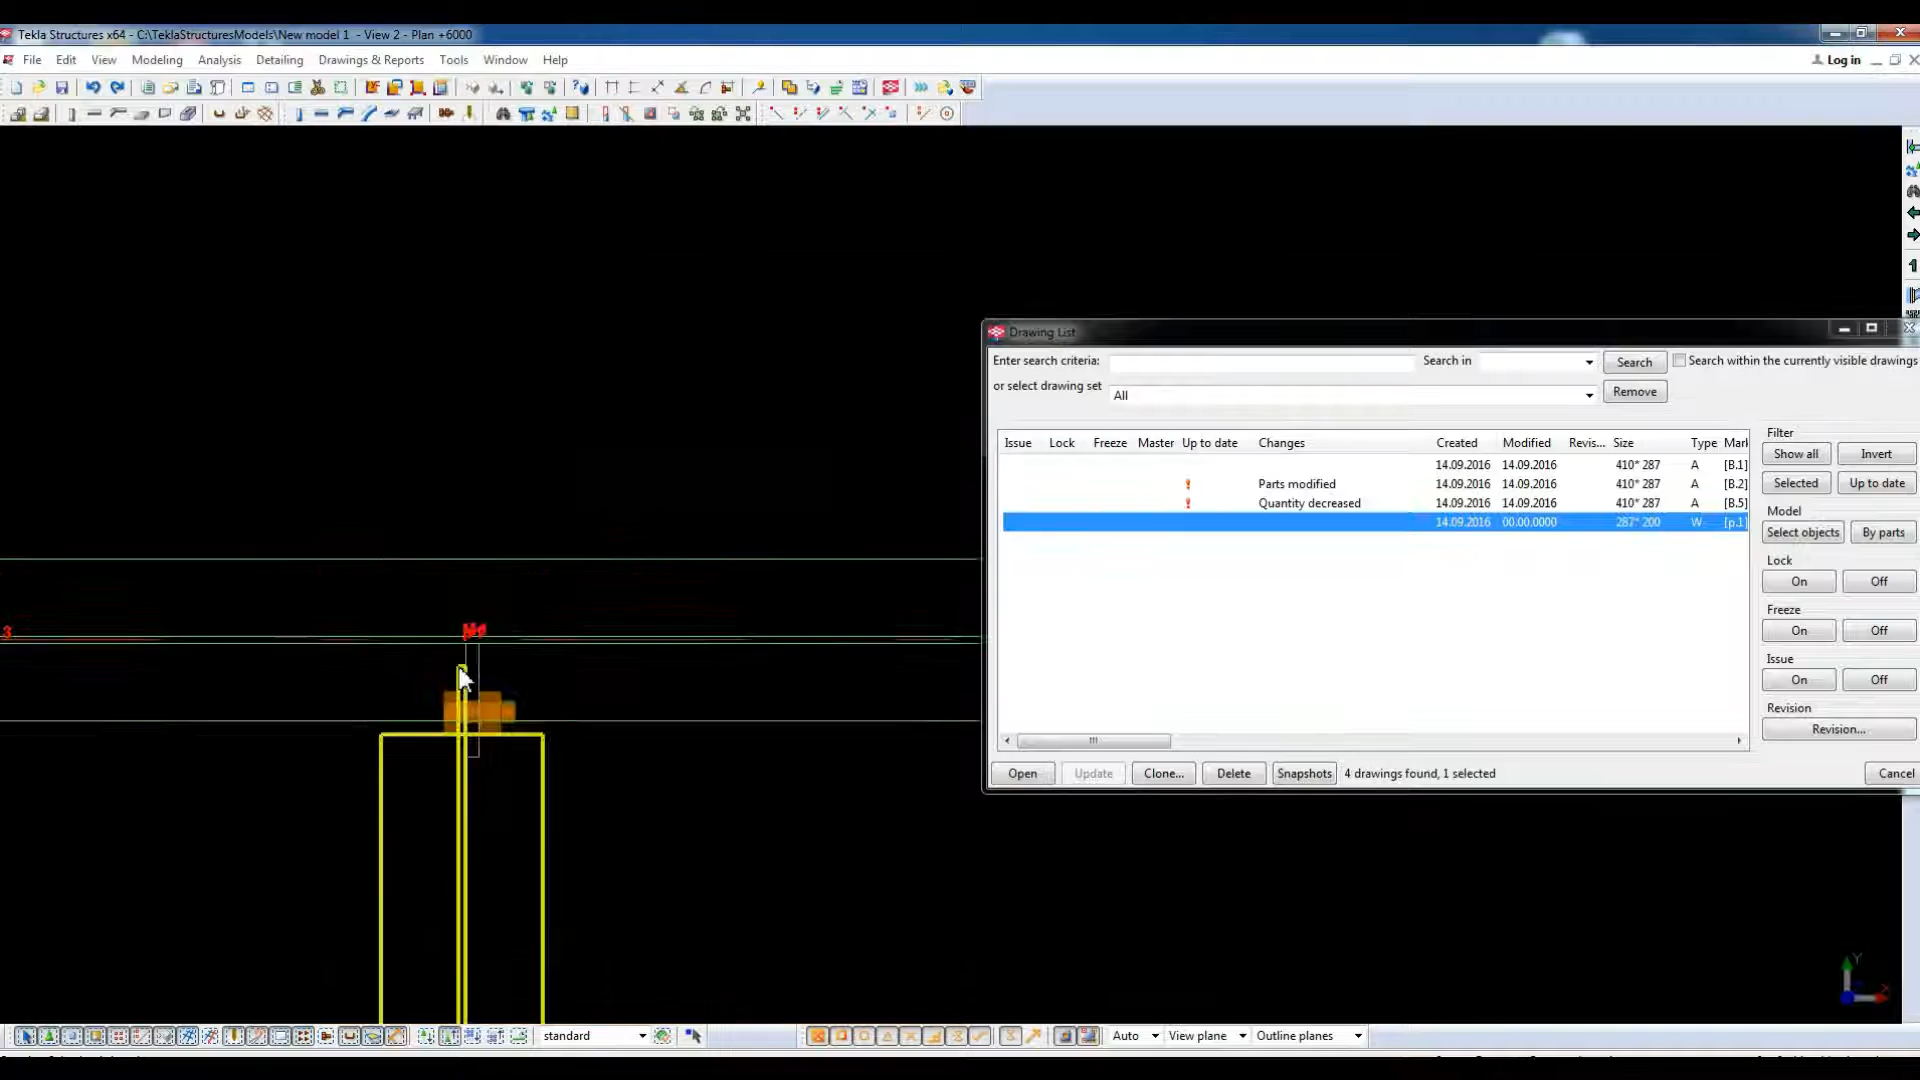 Tekla Structures x64 - C:\TeklaStructuresModels\New model 1 - View 2 - Plan +6000
File Edit View Modeling Analysis Detailing Drawings & Reports Tools Window Help
Log in
Drawing List
Enter search criteria: Search in Search Search within the currently visible drawings
or select drawing set All Remove
Issue Lock Freeze Master Up to date Changes Created Modified Revis... Size Type Mark
14.09.2016 14.09.2016 410* 287 A [B.1]
! Parts modified 14.09.2016 14.09.2016 410* 287 A [B.2]
! Quantity decreased 14.09.2016 14.09.2016 410* 287 A [B.5]
14.09.2016 00.00.0000 287* 200 W [p.1]
Filter
Show all Invert
Selected Up to date
Model
Select objects By parts
Lock
On Off
Freeze
On Off
Issue
On Off
Revision
Revision...
Open Update Clone... Delete Snapshots 4 drawings found, 1 selected Cancel
3
standard Auto View plane Outline planes